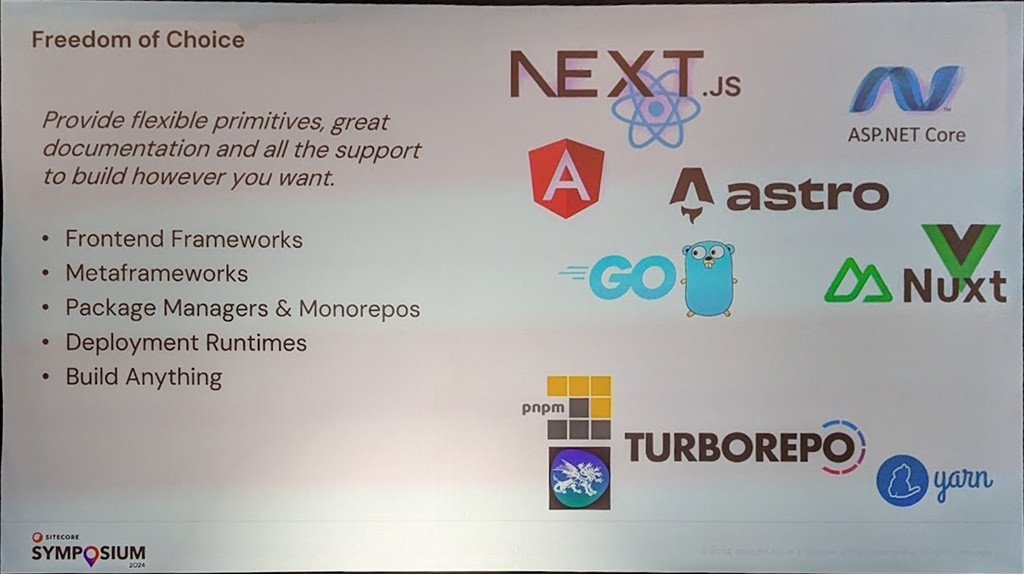 Freedom of Choice
Provide flexible primitives, great
documentation and all the support
to build however you want.
• Frontend Frameworks
• Metaframeworks
• Package Managers & Monorepos
• Deployment Runtimes
• Build Anything
NEXT.JS
ASP.NET Core
A astro
GO
Nuxt
pnpm
TURBOREPO
yarn
SITECORE
SYMPOSIUM
2024